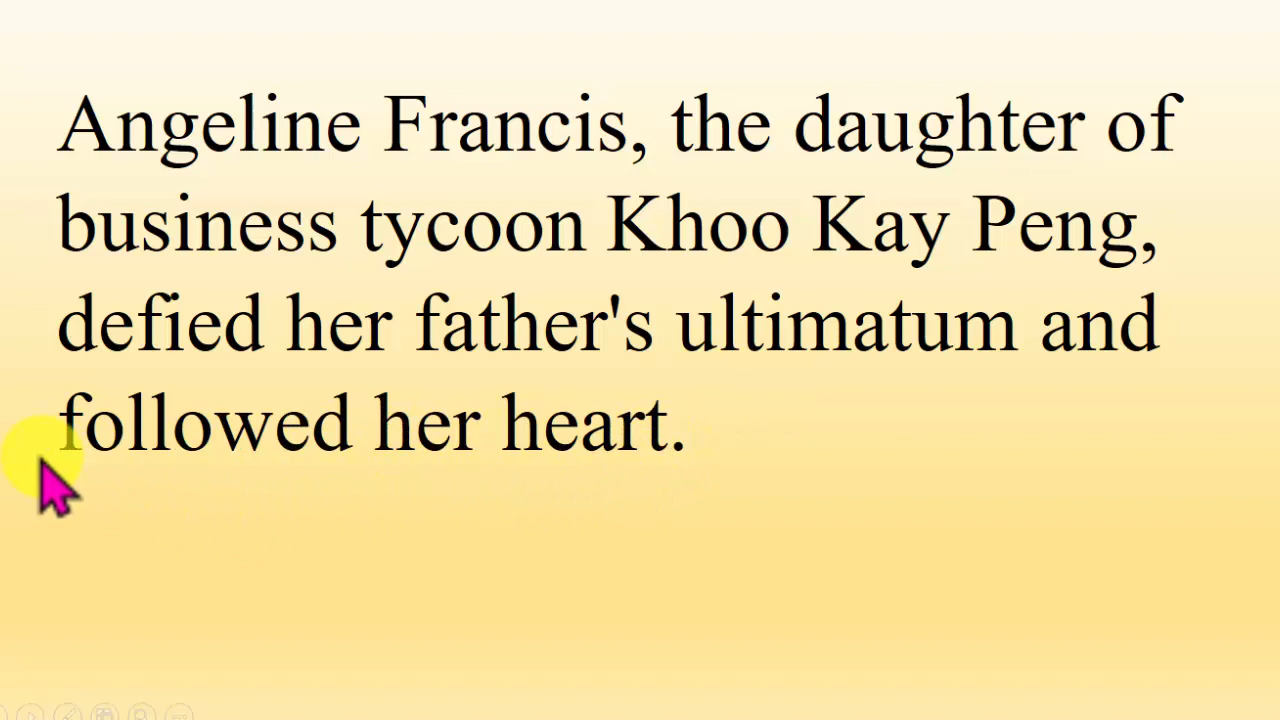 Angeline Francis, the daughter of
business tycoon Khoo Kay Peng,
defied her father's ultimatum and
followed her heart.